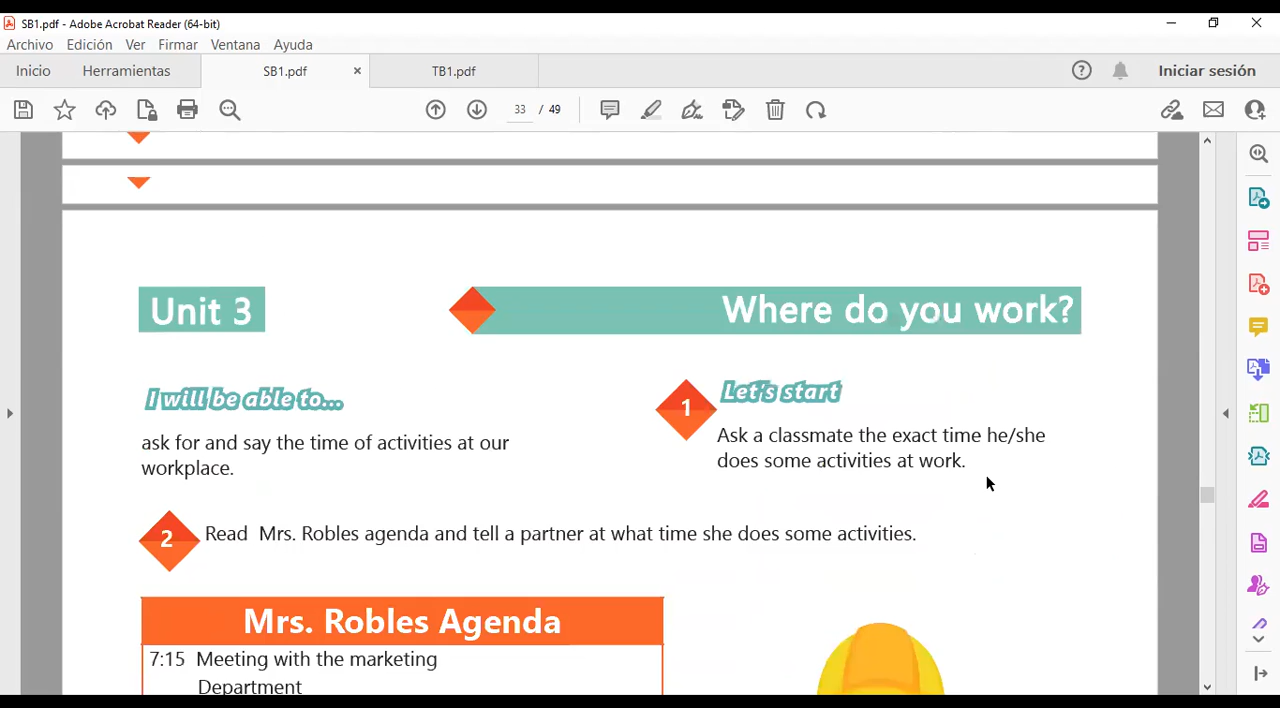 SB1.pdf - Adobe Acrobat Reader (64-bit)
Archivo Edición Ver Firmar Ventana Ayuda
Inicio Herramientas SB1.pdf × TB1.pdf Iniciar sesión
33 / 49
Unit 3 Where do you work?
I will be able to...
ask for and say the time of activities at our
workplace.
1 Let's start
Ask a classmate the exact time he/she
does some activities at work.
2 Read Mrs. Robles agenda and tell a partner at what time she does some activities.
Mrs. Robles Agenda
7:15 Meeting with the marketing
Department